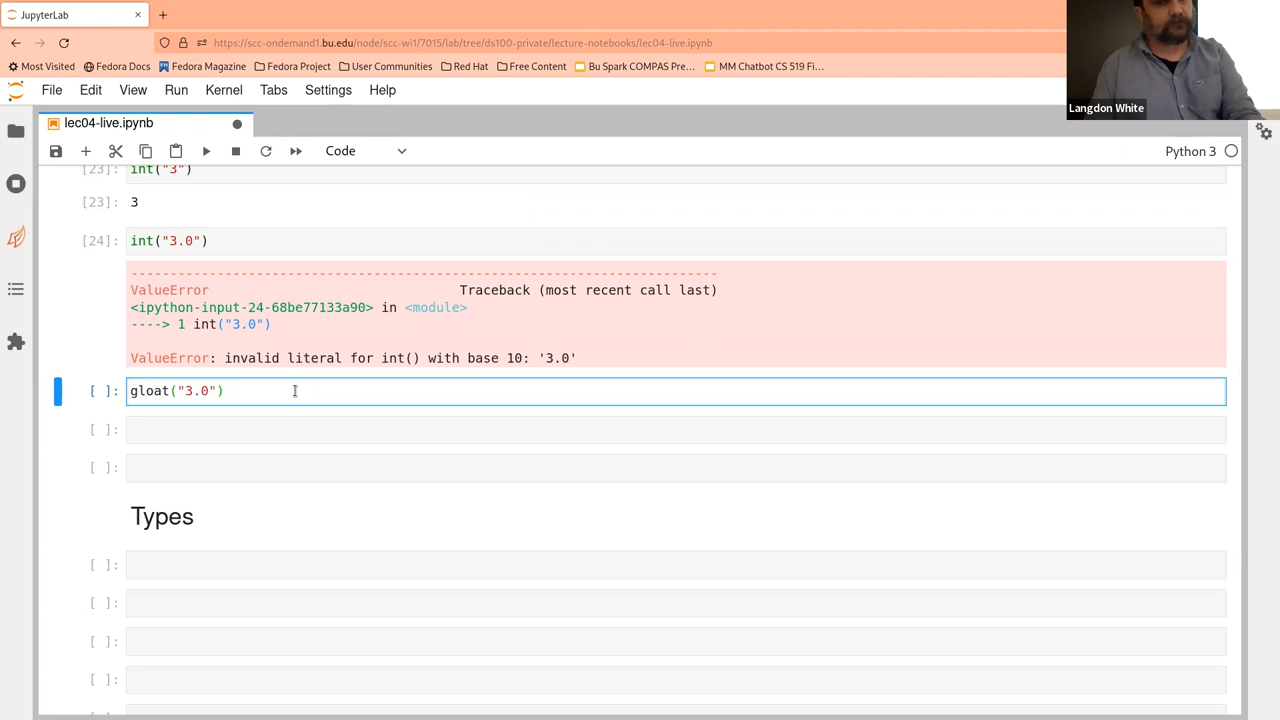 JupyterLab
https://scc-ondemand1.bu.edu/node/scc-wi1/7015/lab/tree/ds100-private/lecture-notebooks/lec04-live.ipynb
Most Visited Fedora Docs Fedora Magazine Fedora Project User Communities Red Hat Free Content Bu Spark COMPAS Pre... MM Chatbot CS 519 Fi...
File Edit View Run Kernel Tabs Settings Help
Langdon White
lec04-live.ipynb
Code Python 3
[23]: int("3")
[23]: 3
[24]: int("3.0")
---------------------------------------------------------------------------
ValueError Traceback (most recent call last)
<ipython-input-24-68be77133a90> in <module>
----> 1 int("3.0")
ValueError: invalid literal for int() with base 10: '3.0'
[ ]: gloat("3.0")
[ ]:
[ ]:
Types
[ ]:
[ ]:
[ ]:
[ ]: